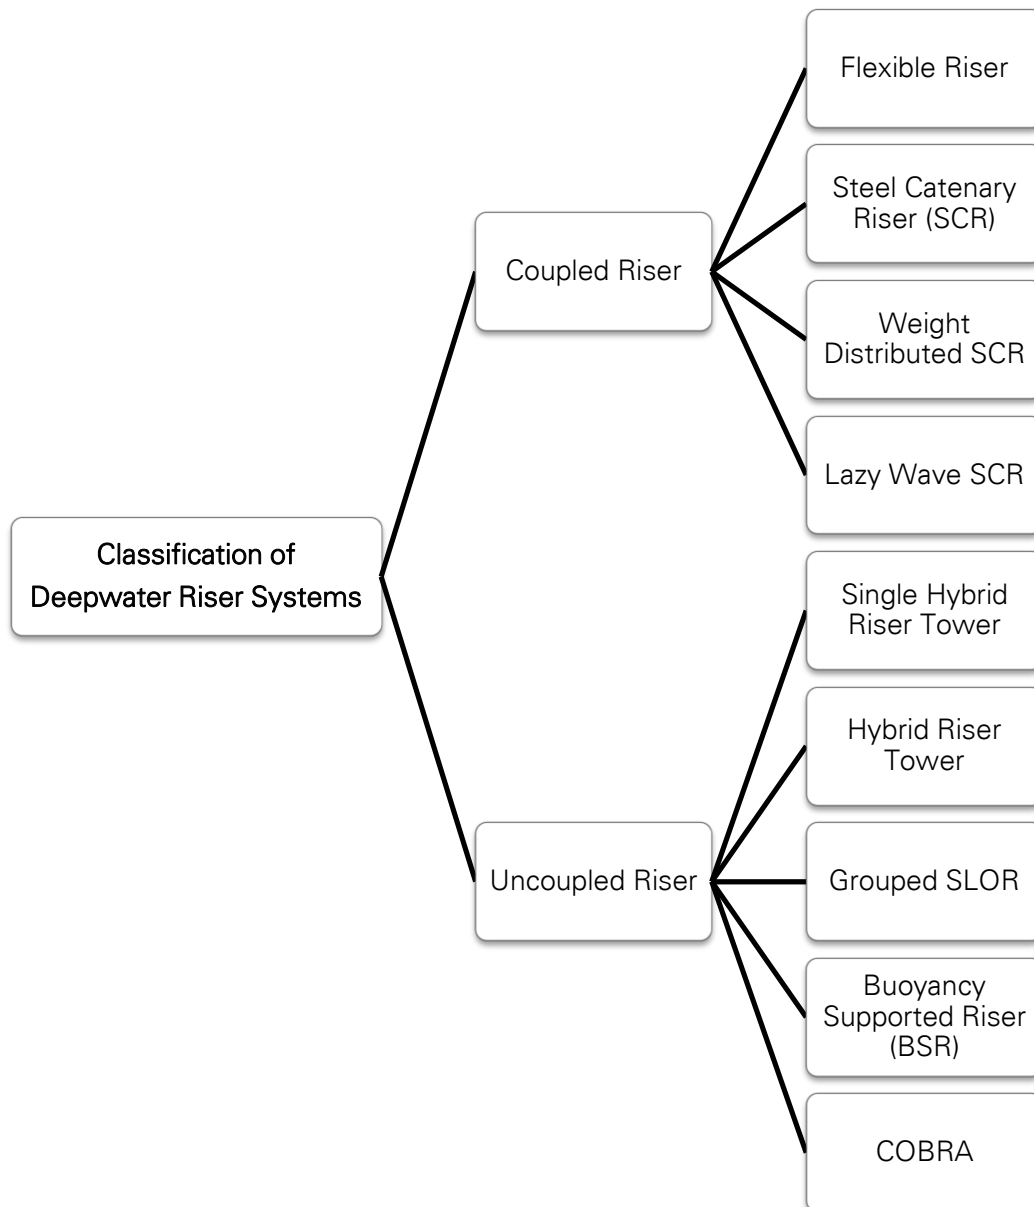 Flexible Riser
Steel Catenary
Riser (SCR)
Coupled Riser
Weight
Distributed SCR
Lazy Wave SCR
Classification of
Deepwater Riser Systems
Single Hybrid
Riser Tower
Hybrid Riser
Tower
Uncoupled Riser
Grouped SLOR
Buoyancy
Supported Riser
(BSR)
COBRA